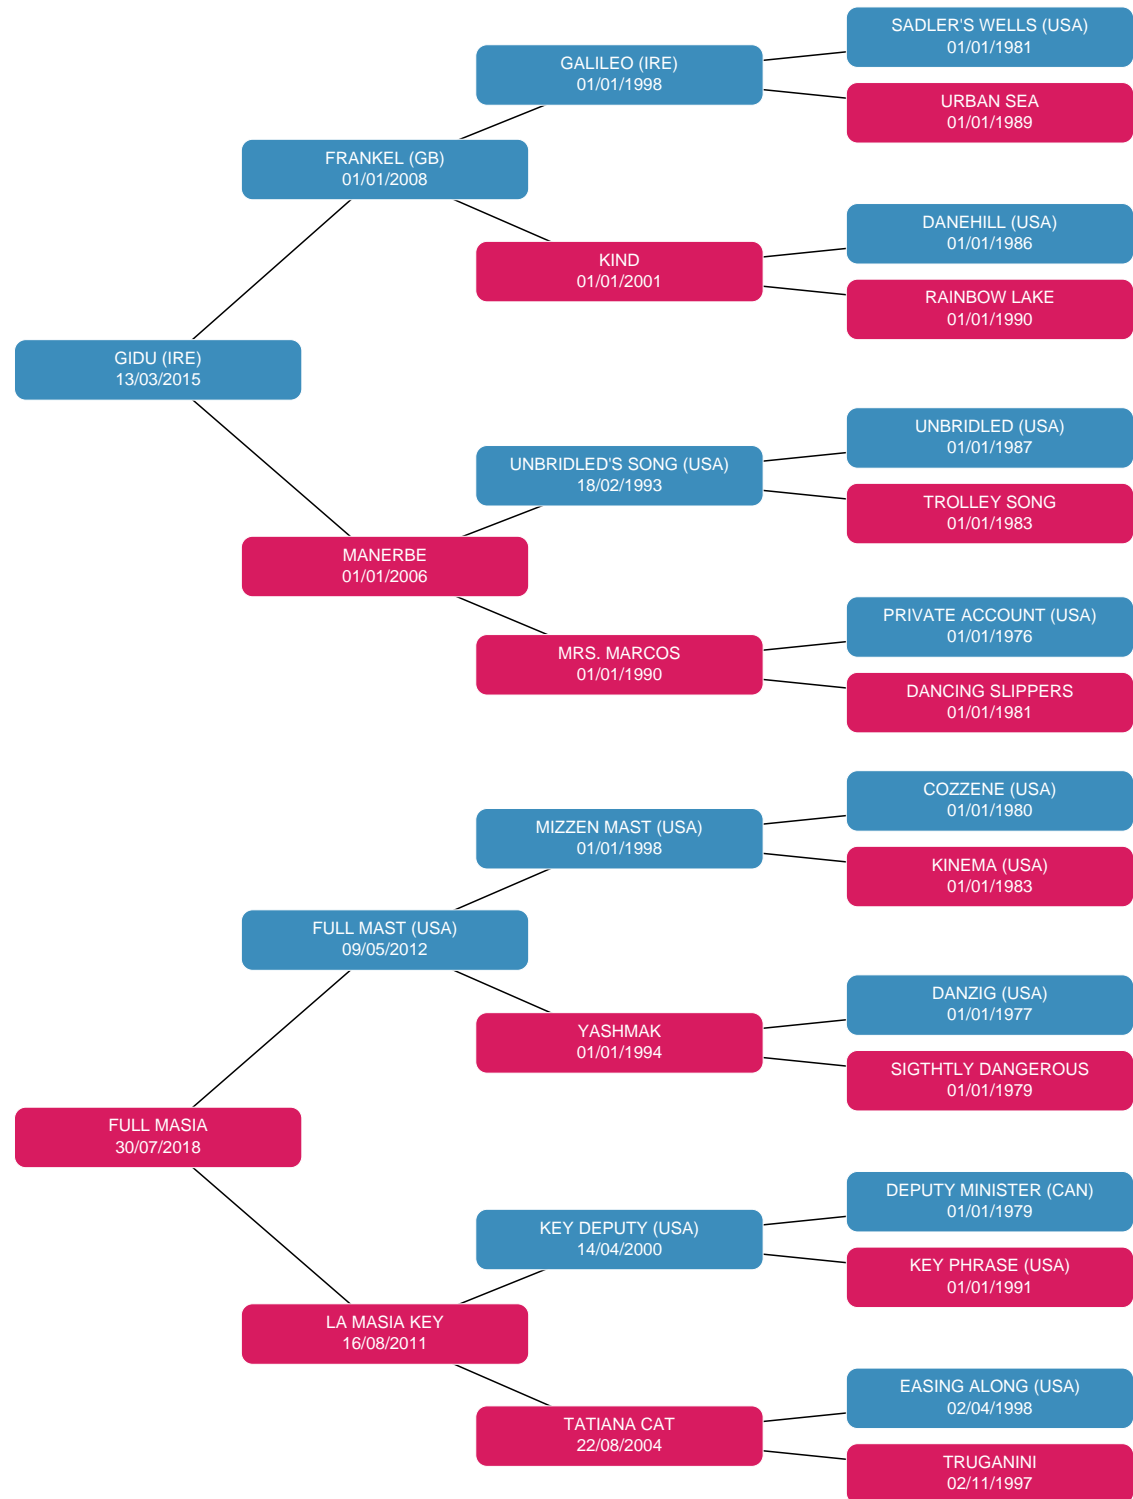 SADLER'S WELLS (USA)
01/01/1981
GALILEO (IRE)
01/01/1998
URBAN SEA
01/01/1989
FRANKEL (GB)
01/01/2008
DANEHILL (USA)
01/01/1986
KIND
01/01/2001
RAINBOW LAKE
01/01/1990
GIDU (IRE)
13/03/2015
UNBRIDLED (USA)
01/01/1987
UNBRIDLED'S SONG (USA)
18/02/1993
TROLLEY SONG
01/01/1983
MANERBE
01/01/2006
PRIVATE ACCOUNT (USA)
01/01/1976
MRS. MARCOS
01/01/1990
DANCING SLIPPERS
01/01/1981
COZZENE (USA)
01/01/1980
MIZZEN MAST (USA)
01/01/1998
KINEMA (USA)
01/01/1983
FULL MAST (USA)
09/05/2012
DANZIG (USA)
01/01/1977
YASHMAK
01/01/1994
SIGTHTLY DANGEROUS
01/01/1979
FULL MASIA
30/07/2018
DEPUTY MINISTER (CAN)
01/01/1979
KEY DEPUTY (USA)
14/04/2000
KEY PHRASE (USA)
01/01/1991
LA MASIA KEY
16/08/2011
EASING ALONG (USA)
02/04/1998
TATIANA CAT
22/08/2004
TRUGANINI
02/11/1997